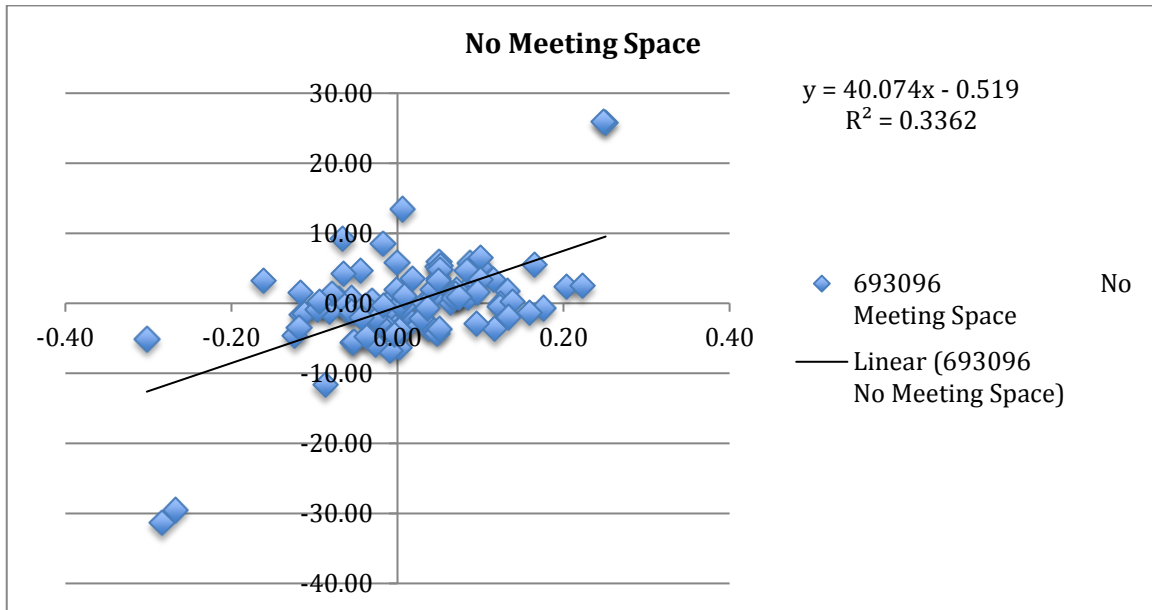 No Meeting Space
y = 40.074x - 0.519
R² = 0.3362
30.00
20.00
10.00
0.00
-0.40 -0.20 0.00 0.20 0.40
-10.00
-20.00
-30.00
-40.00
693096 No
Meeting Space
Linear (693096
No Meeting Space)